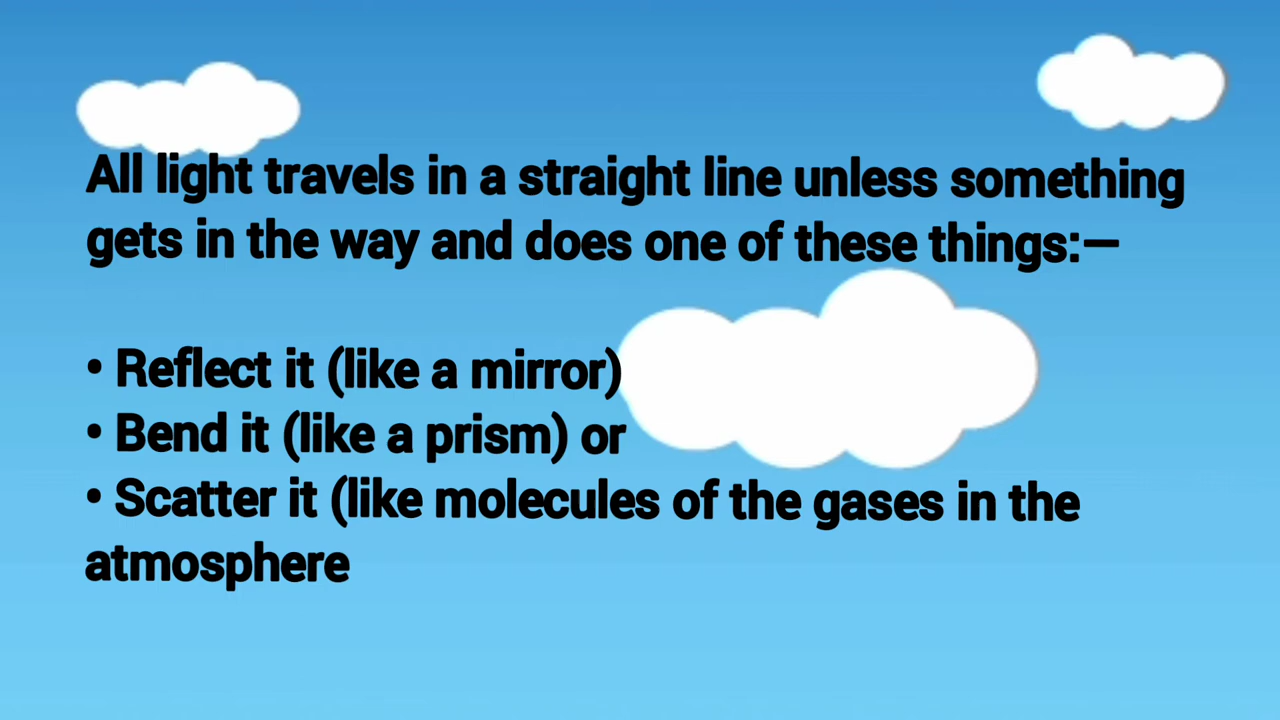 All light travels in a straight line unless something
gets in the way and does one of these things:—
• Reflect it (like a mirror)
• Bend it (like a prism) or
• Scatter it (like molecules of the gases in the
atmosphere